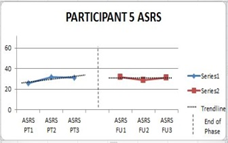 PARTICIPANT 5 ASRS
60
40
20
0
ASRS PT1
ASRS PT2
ASRS PT3
ASRS FU1
ASRS FU2
ASRS FU3
Series1
Series2
Trendline
End of
Phase